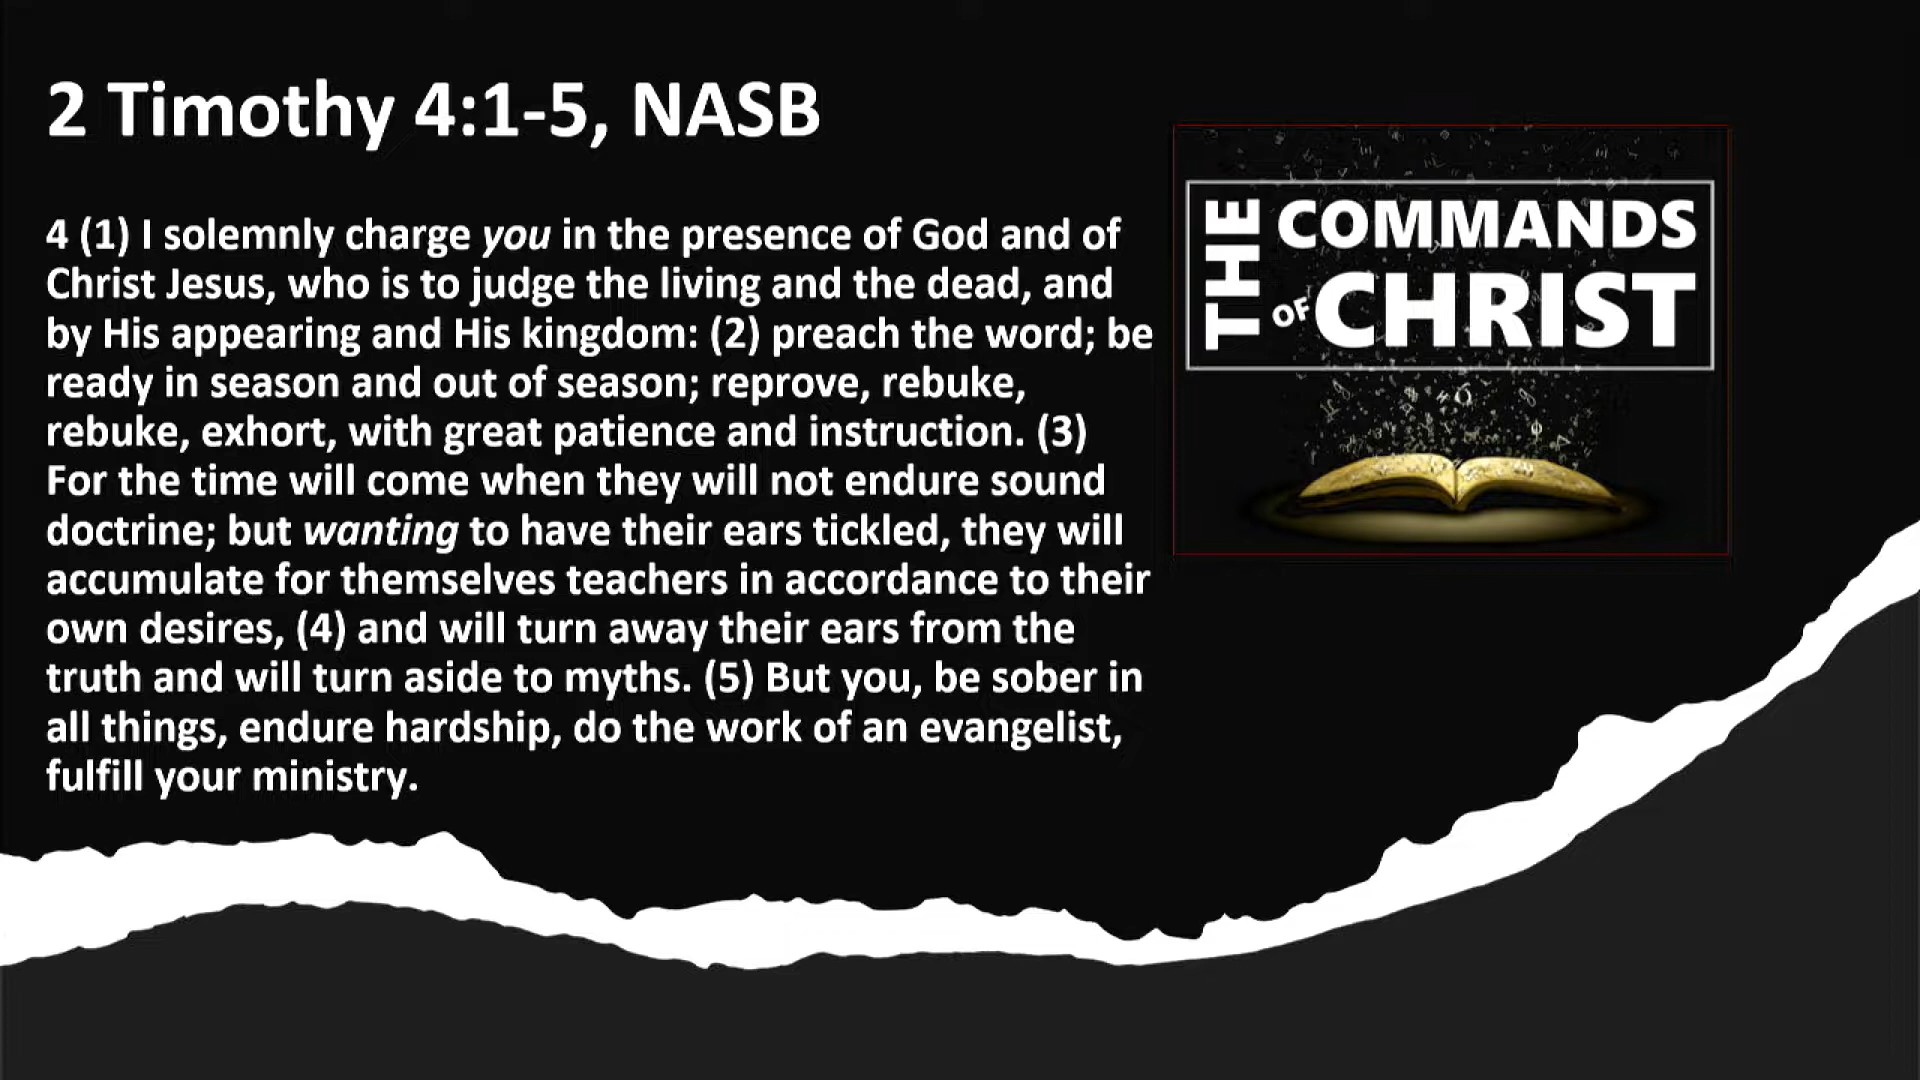 2 Timothy 4:1-5, NASB
4 (1) I solemnly charge you in the presence of God and of
Christ Jesus, who is to judge the living and the dead, and
by His appearing and His kingdom: (2) preach the word; be
ready in season and out of season; reprove, rebuke,
rebuke, exhort, with great patience and instruction. (3)
For the time will come when they will not endure sound
doctrine; but wanting to have their ears tickled, they will
accumulate for themselves teachers in accordance to their
own desires, (4) and will turn away their ears from the
truth and will turn aside to myths. (5) But you, be sober in
all things, endure hardship, do the work of an evangelist,
fulfill your ministry.
THE COMMANDS
OF CHRIST